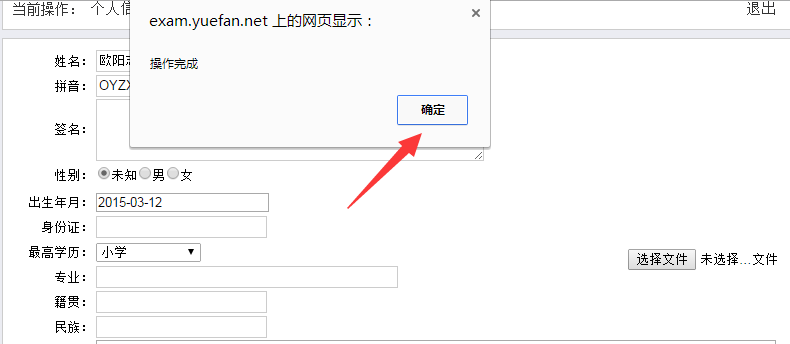 当前操作： 个人信
退出
exam.yuefan.net 上的网页显示：
操作完成
确定
姓名： 欧阳
拼音： OYZX
签名：
性别： 未知 男 女
出生年月： 2015-03-12
身份证：
最高学历： 小学
选择文件 未选择...文件
专业：
籍贯：
民族：